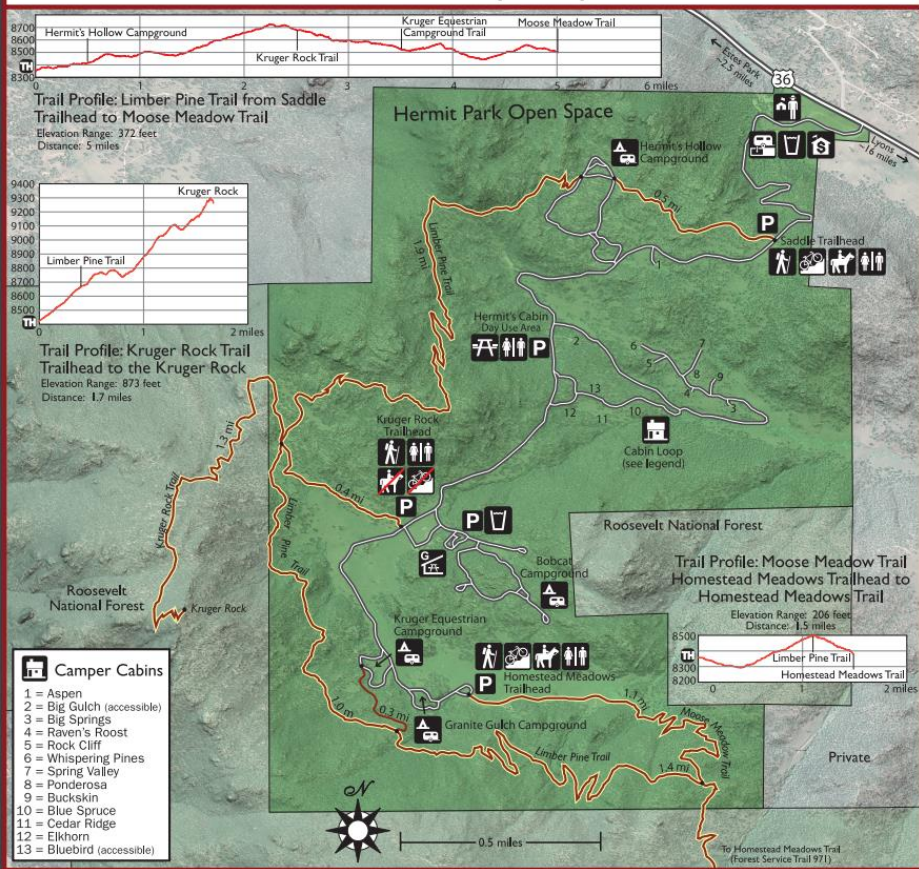 8700
8600
8500
8300
TH
Hermit's Hollow Campground
Kruger Rock Trail
Kruger Equestrian
Campground Trail
Moose Meadow Trail
0
1
2
3
4
5
6 miles
Trail Profile: Limber Pine Trail from Saddle
Trailhead to Moose Meadow Trail
Elevation Range: 372 feet
Distance: 5 miles
9400
9300
9200
9100
9000
8900
8800
8700
8600
8500
TH
Kruger Rock
Limber Pine Trail
0
1
2 miles
Trail Profile: Kruger Rock Trail
Trailhead to the Kruger Rock
Elevation Range: 873 feet
Distance: 1.7 miles
Hermit Park Open Space
Estes Park
~2.5 miles
36
Lyons
~16 miles
$
Hermit's Hollow
Campground
0.5 mi
P
Saddle Trailhead
1
Limber Pine Trail
1.9 mi
Hermit's Cabin
Day Use Area
P
2
6
7
5
8
9
4
3
13
12
11
10
Cabin Loop
(see legend)
Kruger Rock
Trailhead
P
0.4 mi
1.3 mi
Kruger Rock Trail
Limber Pine Trail
P
G
Bobcat
Campground
Roosevelt National Forest
Roosevelt
National Forest
Kruger Rock
Kruger Equestrian
Campground
Homestead Meadows
Trailhead
P
0.3 mi
1.0 m
Granite Gulch Campground
1.1 mi
Moose Meadow Trail
Limber Pine Trail
1.4 mi
Private
To Homestead Meadows Trail
(Forest Service Trail 971)
Trail Profile: Moose Meadow Trail
Homestead Meadows Trailhead to
Homestead Meadows Trail
Elevation Range: 206 feet
Distance: 1.5 miles
8500
TH
8300
8200
Limber Pine Trail
Homestead Meadows Trail
0
1
2 miles
Camper Cabins
1 = Aspen
2 = Big Gulch (accessible)
3 = Big Springs
4 = Raven's Roost
5 = Rock Cliff
6 = Whispering Pines
7 = Spring Valley
8 = Ponderosa
9 = Buckskin
10 = Blue Spruce
11 = Cedar Ridge
12 = Elkhorn
13 = Bluebird (accessible)
N
0.5 miles